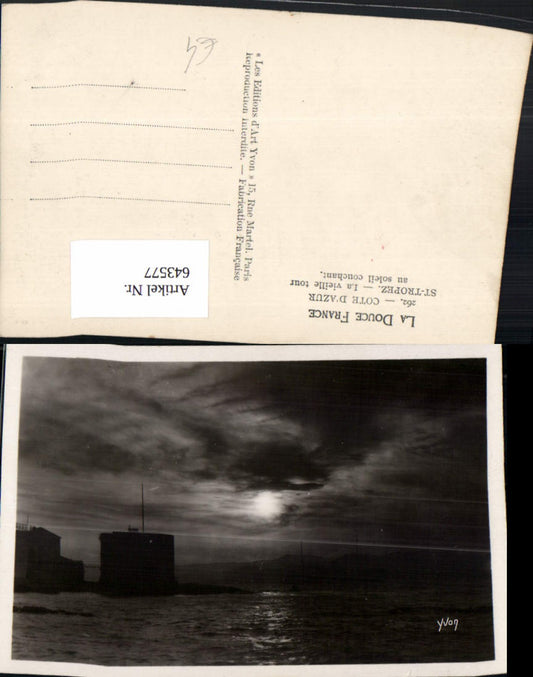 LA DOUCE FRANCE
262. — COTE D'AZUR
ST-TROPEZ. — La vieille tour
au soleil couchant.
« Les Editions d'Art Yvon » 15, Rue Martel. Paris
Reproduction interdite. — Fabrication Française
Artikel Nr.
643577
yvon